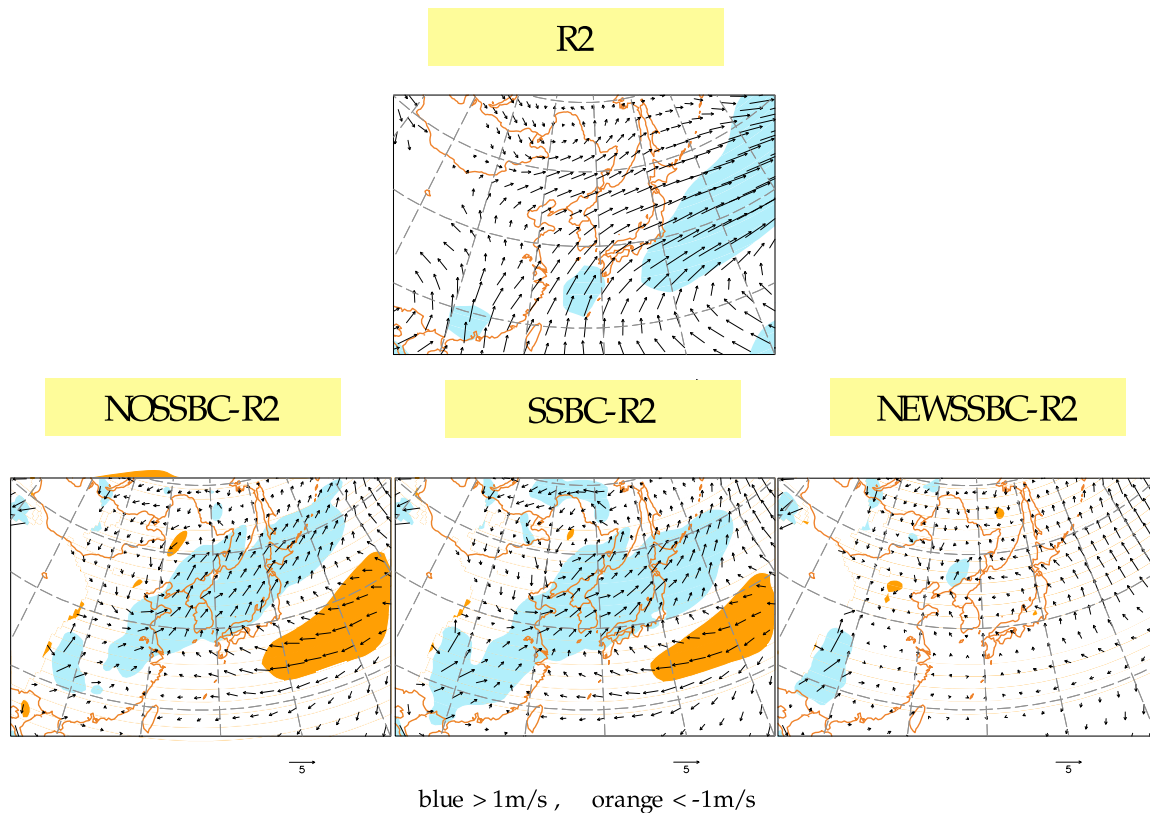 R2
NOSSBC-R2
SSBC-R2
NEWSSBC-R2
5
5
5
blue > 1m/s , orange < -1m/s